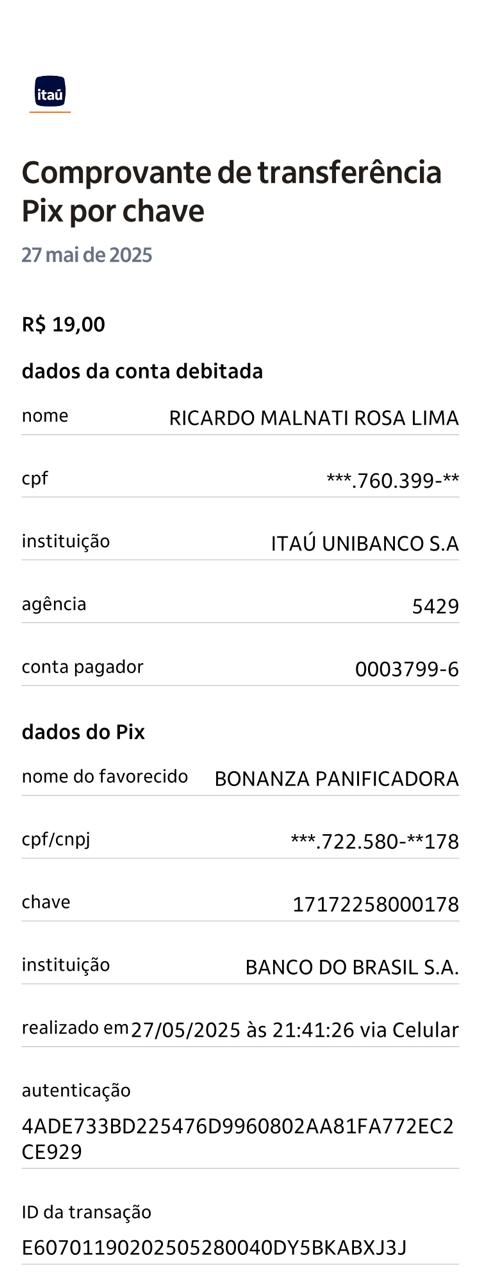 itaú
Comprovante de transferência
Pix por chave
27 mai de 2025
R$ 19,00
dados da conta debitada
nome RICARDO MALNATI ROSA LIMA
cpf ***.760.399-**
instituição ITAÚ UNIBANCO S.A
agência 5429
conta pagador 0003799-6
dados do Pix
nome do favorecido BONANZA PANIFICADORA
cpf/cnpj ***.722.580-**178
chave 17172258000178
instituição BANCO DO BRASIL S.A.
realizado em 27/05/2025 às 21:41:26 via Celular
autenticação
4ADE733BD225476D9960802AA81FA772EC2
CE929
ID da transação
E60701190202505280040DY5BKABXJ3J